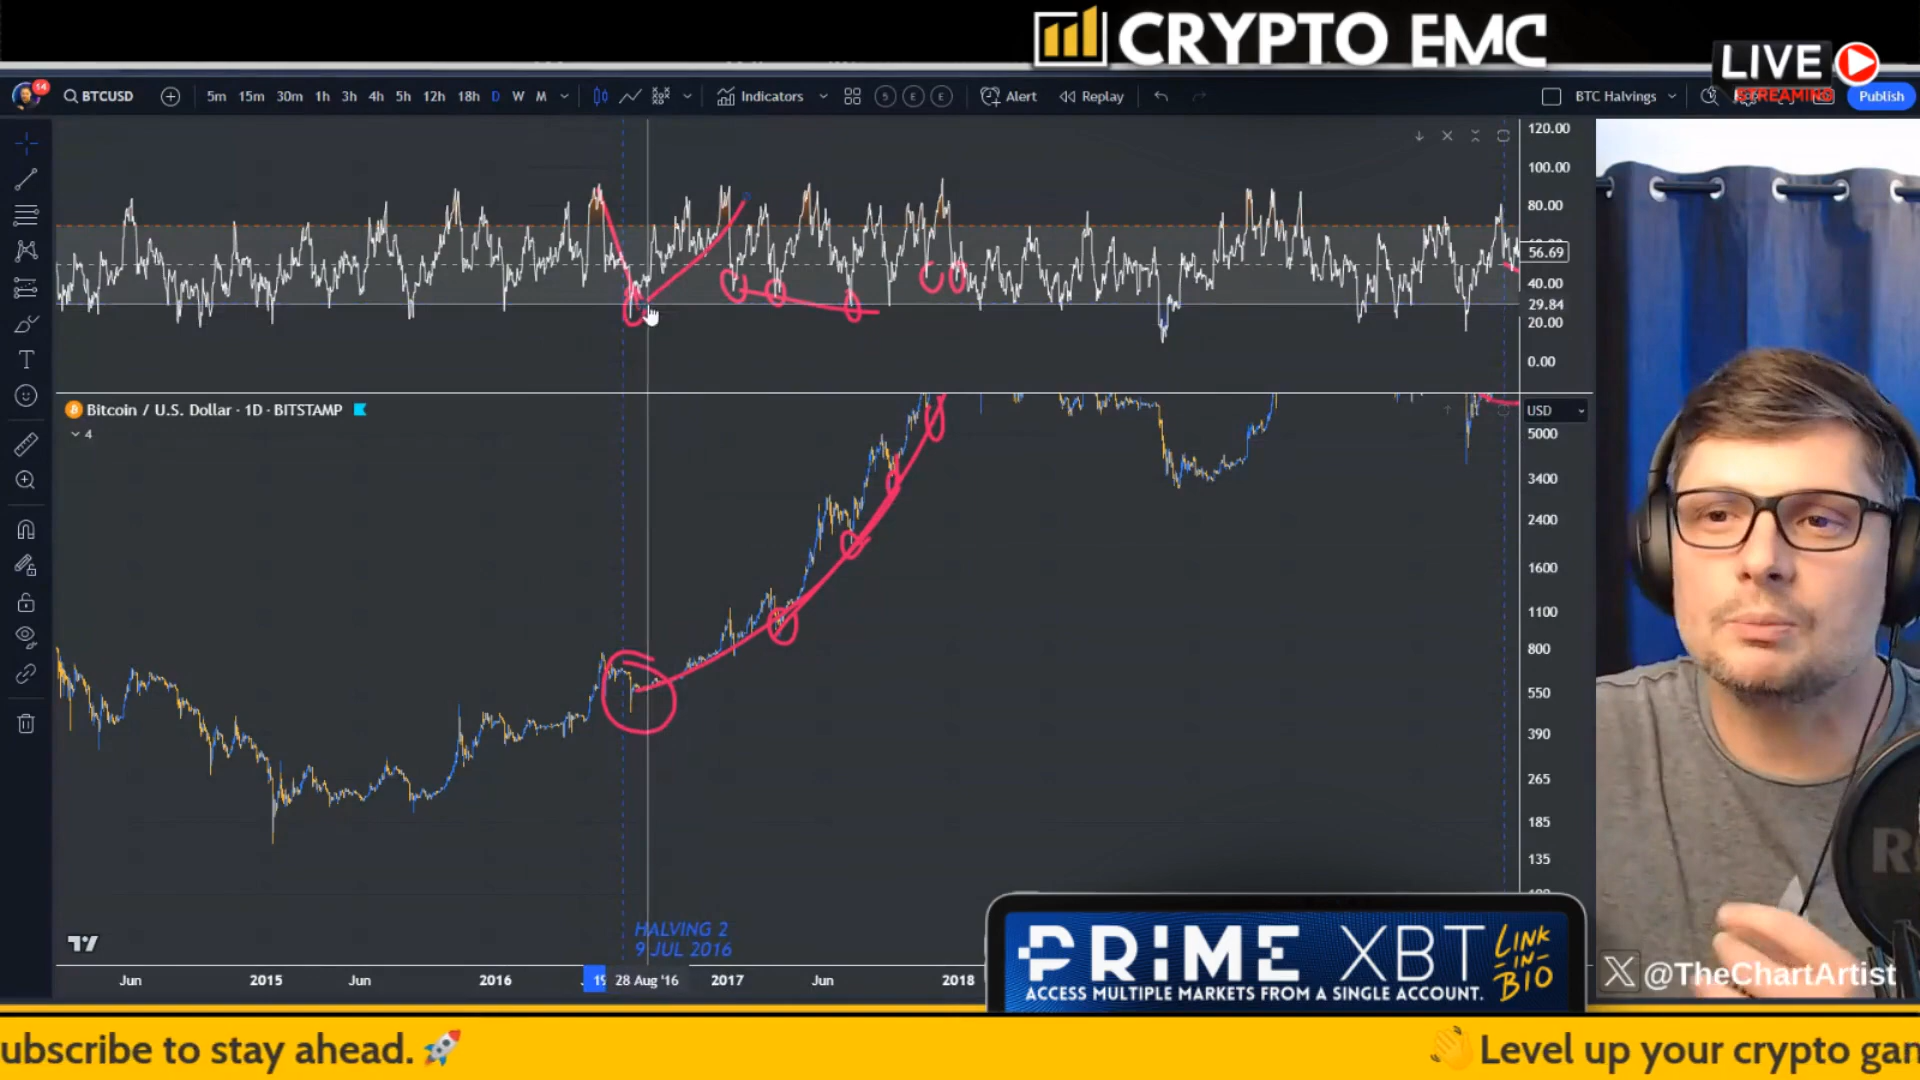 CRYPTO EMC
LIVE
STREAMING
14
BTCUSD
5m 15m 30m 1h 3h 4h 5h 12h 18h D W M
Indicators
S E E
Alert
Replay
BTC Halvings
Publish
120.00
100.00
80.00
56.69
40.00
29.84
20.00
0.00
Bitcoin / U.S. Dollar · 1D · BITSTAMP
4
USD
5000
3400
2400
1600
1100
800
550
390
265
185
135
HALVING 2
9 JUL 2016
Jun 2015 Jun 2016 28 Aug '16 2017 Jun 2018
PRIME XBT
LINK
-IN-
BIO
ACCESS MULTIPLE MARKETS FROM A SINGLE ACCOUNT.
X @TheChartArtist
ubscribe to stay ahead. 🚀
👋 Level up your crypto gam